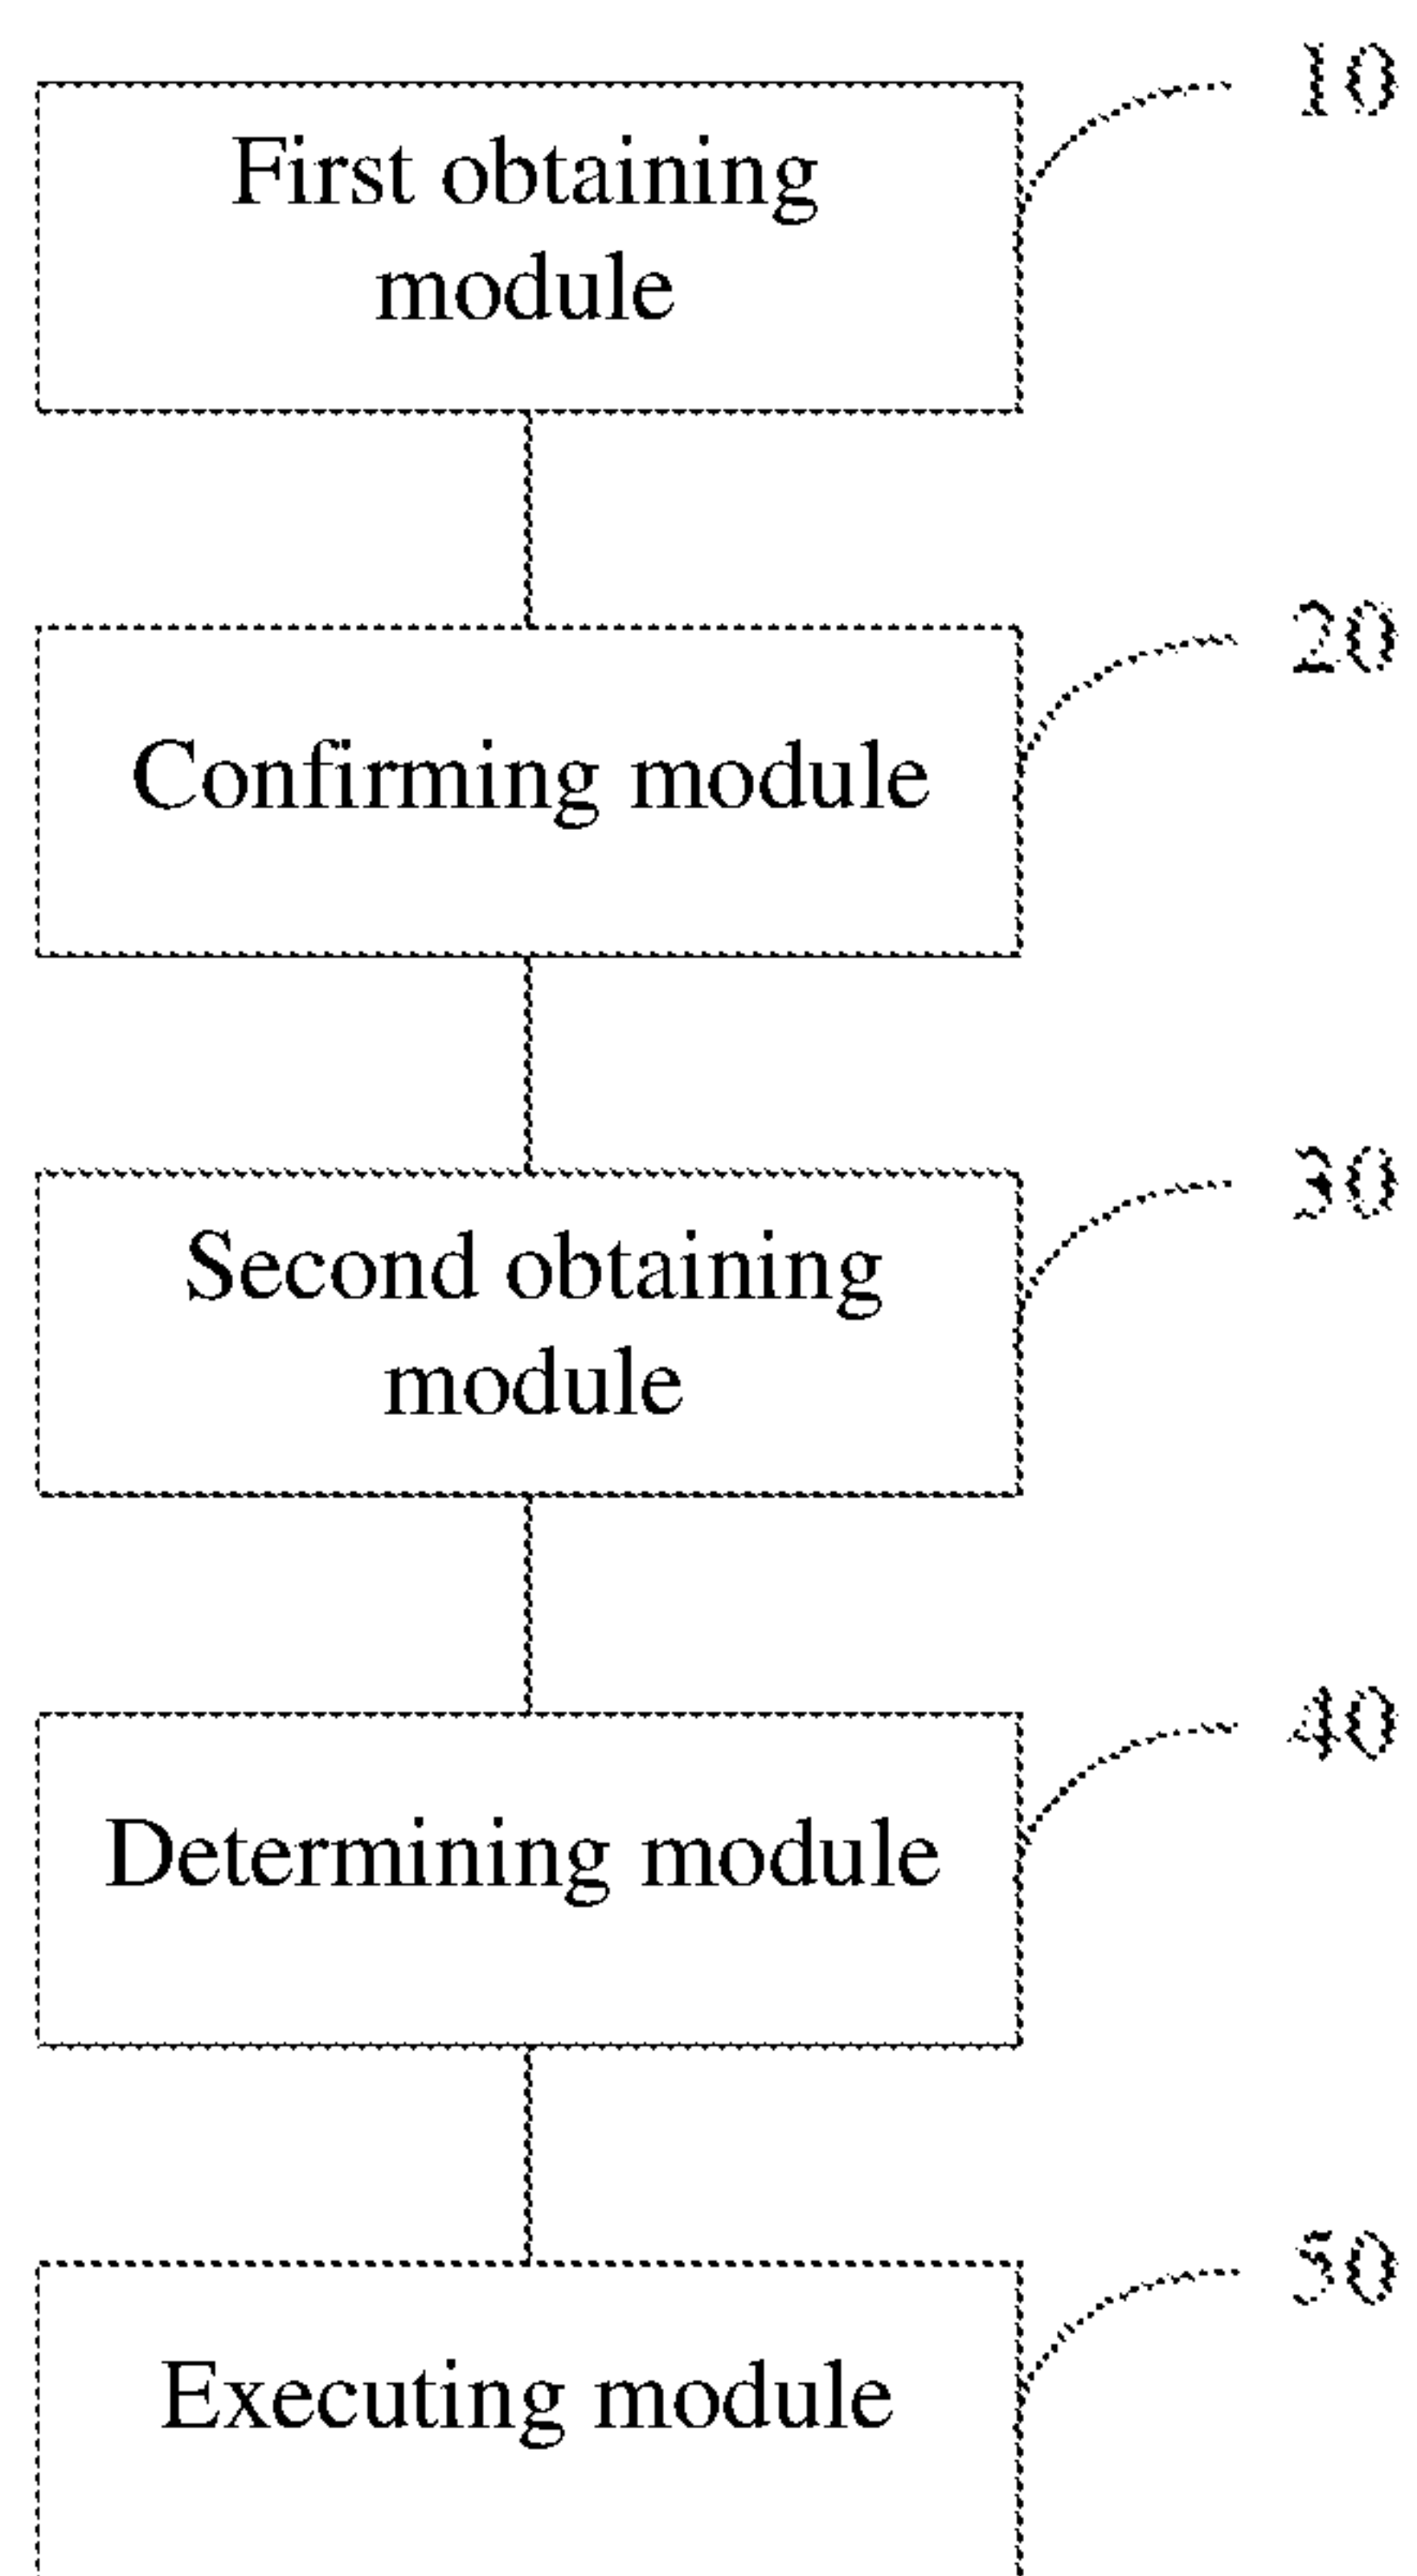 10
First obtaining
module
20
Confirming module
30
Second obtaining
module
40
Determining module
50
Executing module